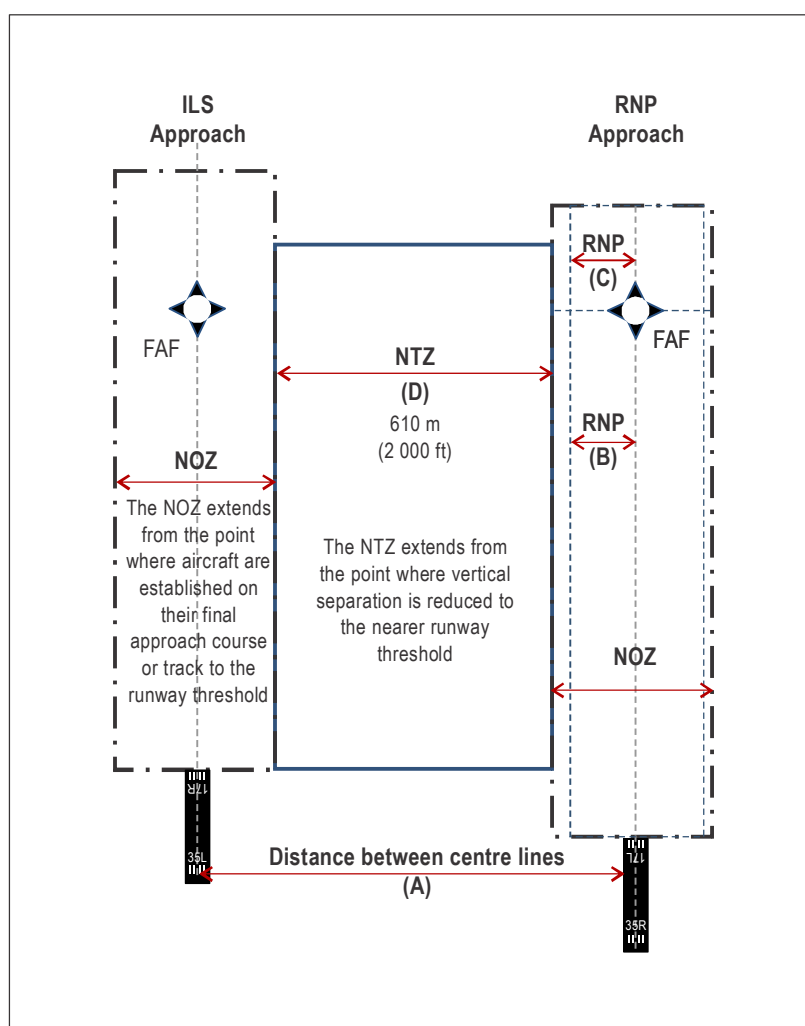 ILS
Approach
RNP
Approach
RNP
(C)
FAF
FAF
NTZ
(D)
610 m
(2 000 ft)
RNP
(B)
NOZ
The NOZ extends
from the point
where aircraft are
established on
their final
approach course
or track to the
runway threshold
The NTZ extends from
the point where vertical
separation is reduced to
the nearer runway
threshold
NOZ
17R
35L
Distance between centre lines
(A)
17L
35R